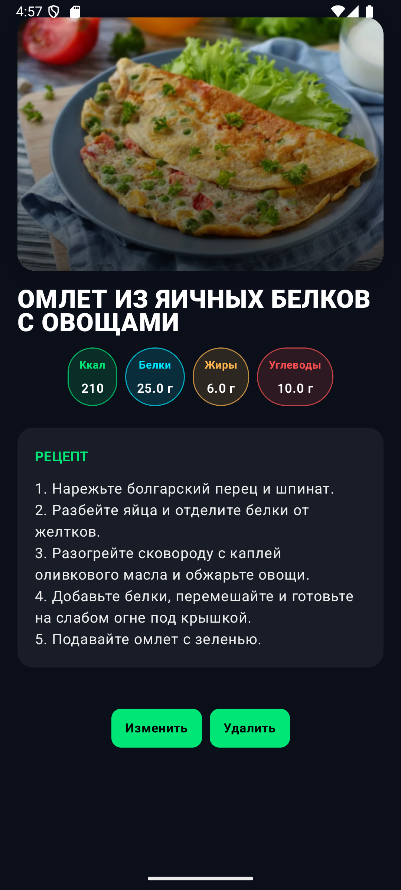 4:57
ОМЛЕТ ИЗ ЯИЧНЫХ БЕЛКОВ
С ОВОЩАМИ
Ккал Белки Жиры Углеводы
210 25.0 г 6.0 г 10.0 г
РЕЦЕПТ
1. Нарежьте болгарский перец и шпинат.
2. Разбейте яйца и отделите белки от
желтков.
3. Разогрейте сковороду с каплей
оливкового масла и обжарьте овощи.
4. Добавьте белки, перемешайте и готовьте
на слабом огне под крышкой.
5. Подавайте омлет с зеленью.
Изменить Удалить